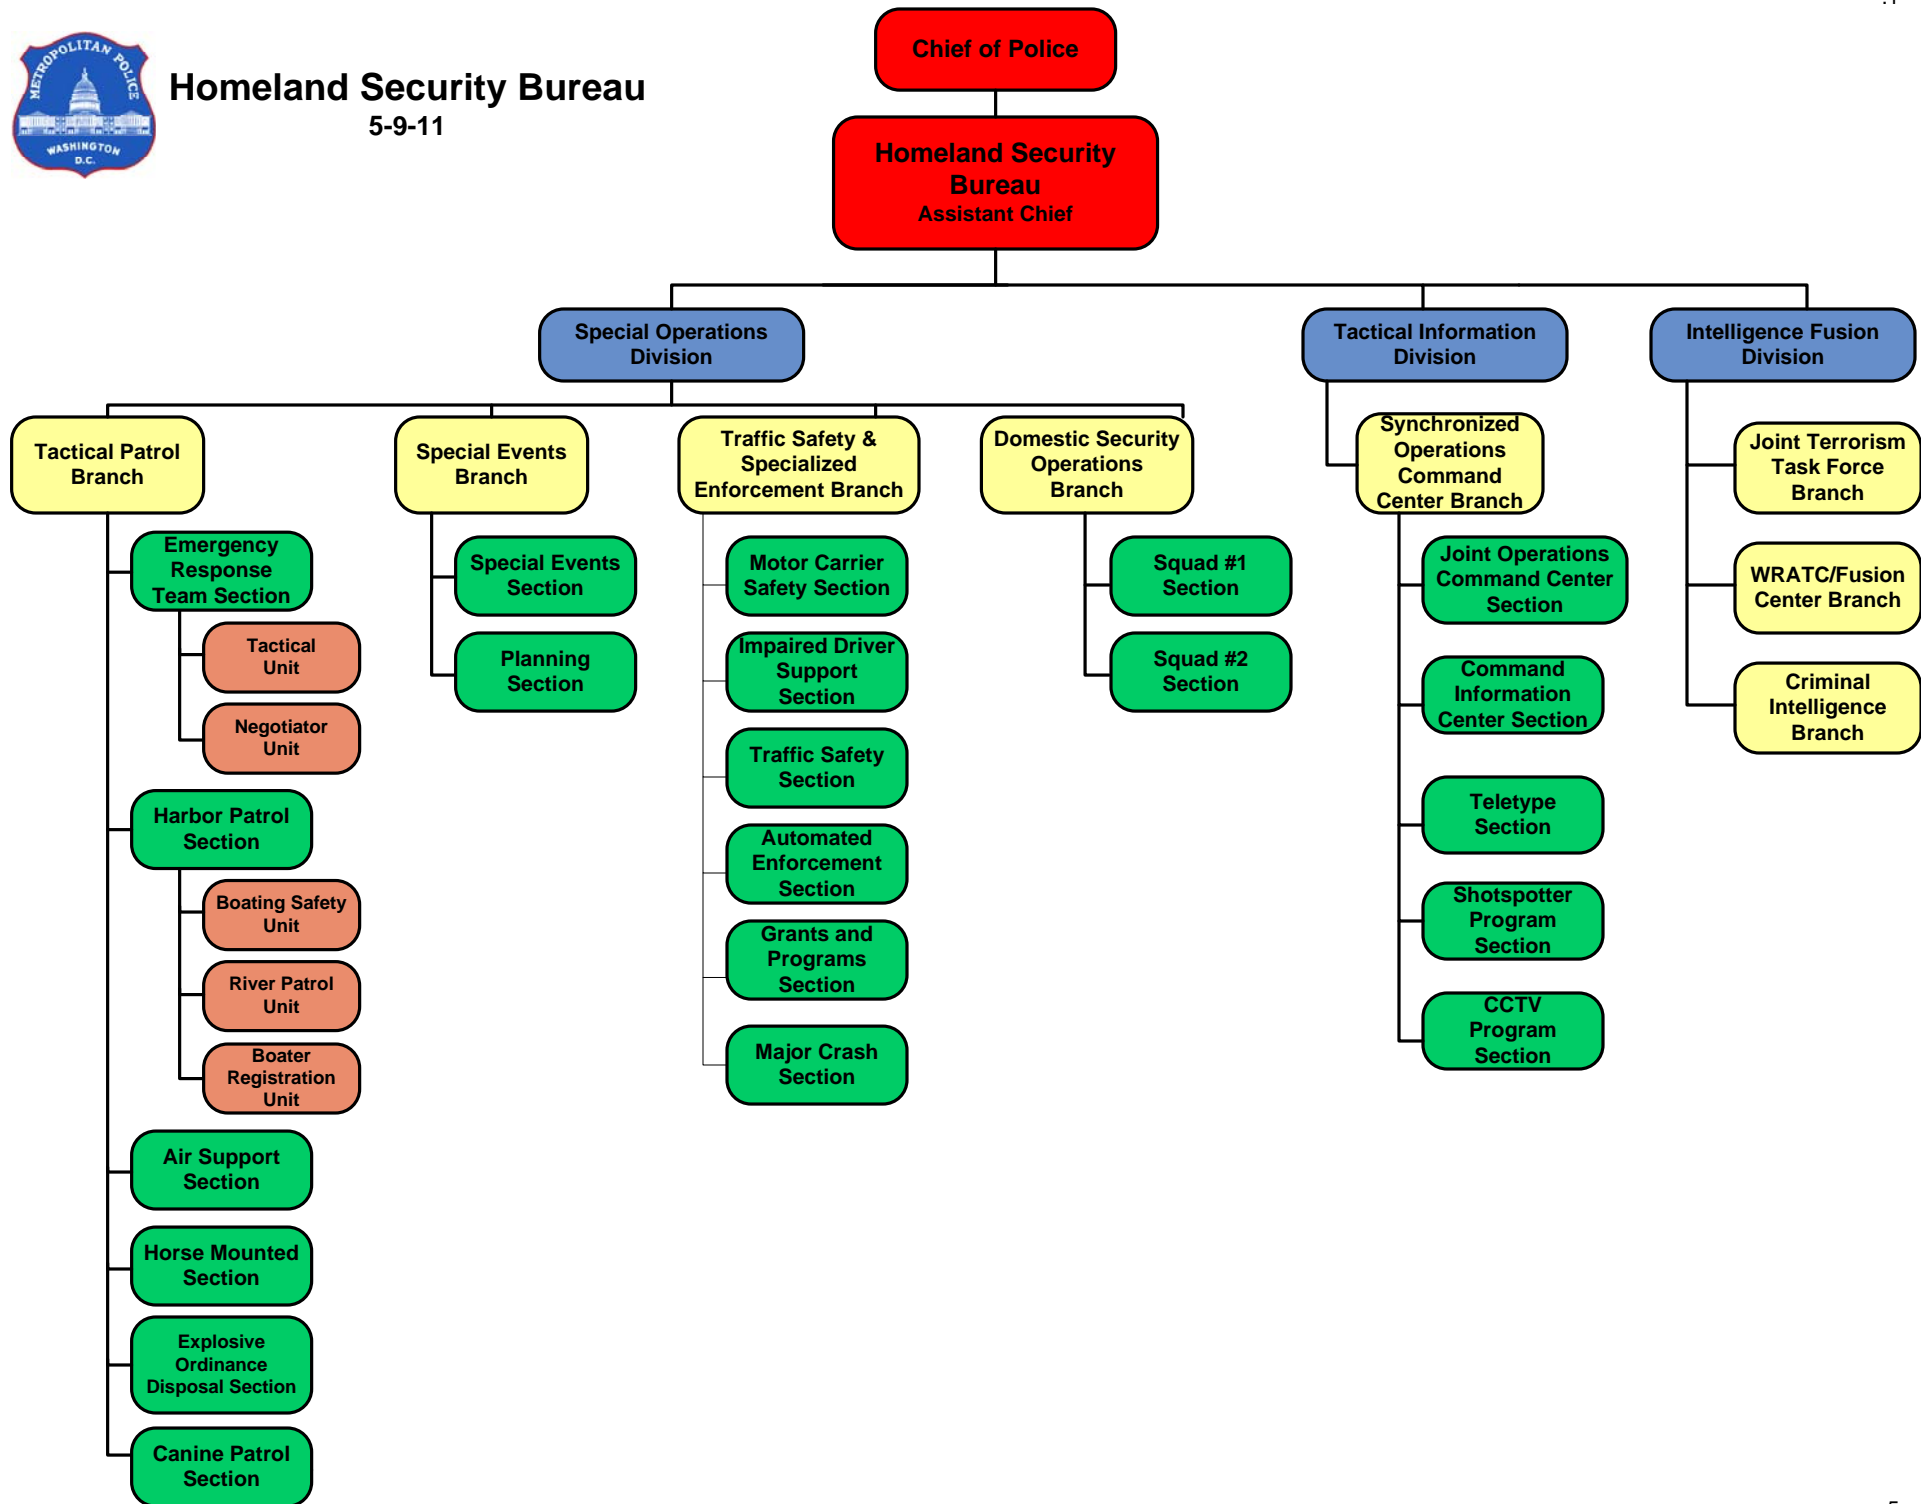 METROPOLITAN POLICE
WASHINGTON
D.C.
Homeland Security Bureau
5-9-11
Chief of Police
Homeland Security
Bureau
Assistant Chief
Special Operations
Division
Tactical Information
Division
Intelligence Fusion
Division
Tactical Patrol
Branch
Special Events
Branch
Traffic Safety &
Specialized
Enforcement Branch
Domestic Security
Operations
Branch
Synchronized
Operations
Command
Center Branch
Joint Terrorism
Task Force
Branch
WRATC/Fusion
Center Branch
Criminal
Intelligence
Branch
Emergency
Response
Team Section
Tactical
Unit
Negotiator
Unit
Harbor Patrol
Section
Boating Safety
Unit
River Patrol
Unit
Boater
Registration
Unit
Air Support
Section
Horse Mounted
Section
Explosive
Ordinance
Disposal Section
Canine Patrol
Section
Special Events
Section
Planning
Section
Motor Carrier
Safety Section
Impaired Driver
Support
Section
Traffic Safety
Section
Automated
Enforcement
Section
Grants and
Programs
Section
Major Crash
Section
Squad #1
Section
Squad #2
Section
Joint Operations
Command Center
Section
Command
Information
Center Section
Teletype
Section
Shotspotter
Program
Section
CCTV
Program
Section